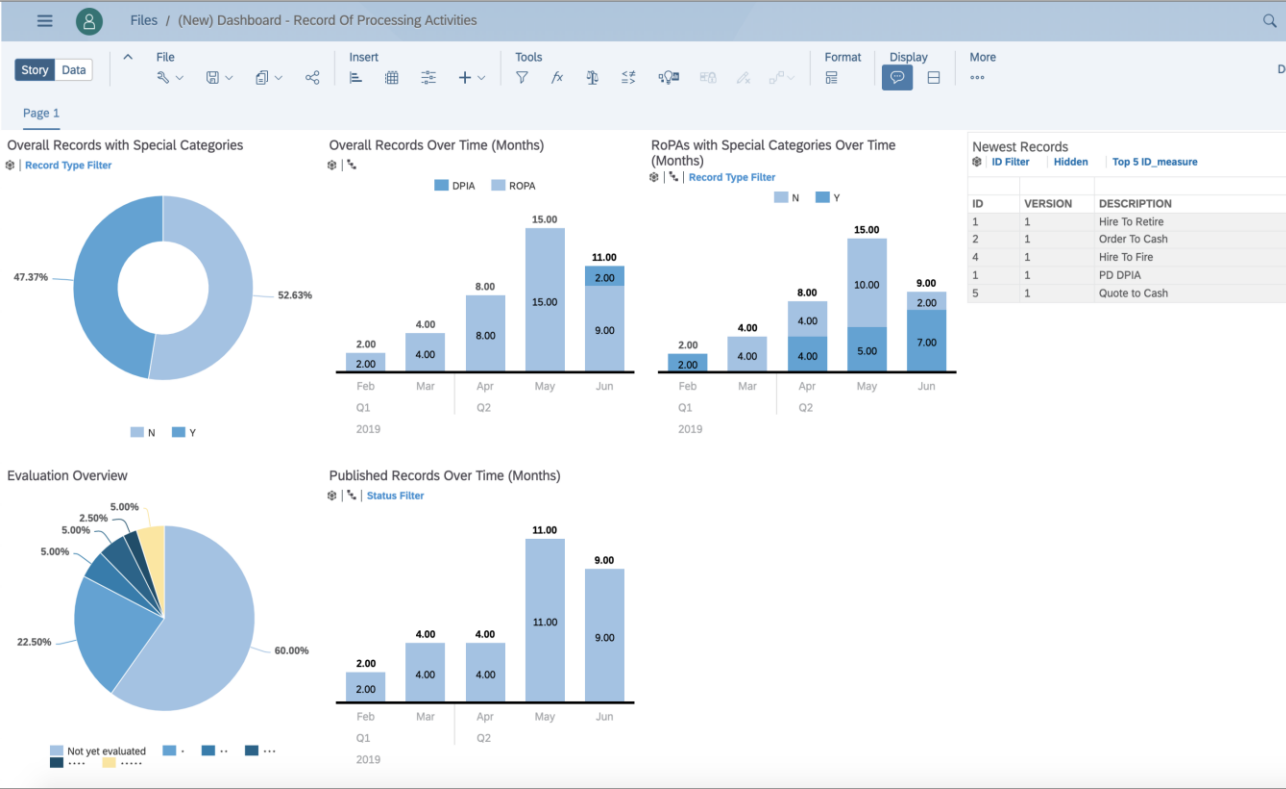 Files / (New) Dashboard - Record Of Processing Activities
File Insert Tools Format Display More
Story Data
D
fx
Page 1
Overall Records with Special Categories
Record Type Filter
47.37%
52.63%
N Y
Overall Records Over Time (Months)
DPIA ROPA
15.00
11.00
2.00
8.00
15.00
4.00
8.00
9.00
2.00
4.00
2.00
Feb Mar Apr May Jun
Q1 Q2
2019
RoPAs with Special Categories Over Time
(Months)
Record Type Filter
N Y
15.00
8.00
10.00
9.00
2.00
4.00
4.00
2.00
4.00
4.00
5.00
7.00
2.00
Feb Mar Apr May Jun
Q1 Q2
2019
Newest Records
ID Filter Hidden Top 5 ID_measure
ID VERSION DESCRIPTION
1 1 Hire To Retire
2 1 Order To Cash
4 1 Hire To Fire
1 1 PD DPIA
5 1 Quote to Cash
Evaluation Overview
5.00%
2.50%
5.00%
5.00%
22.50%
60.00%
Not yet evaluated · ·· ···
···· ·····
Published Records Over Time (Months)
Status Filter
11.00
9.00
4.00 4.00
11.00
9.00
2.00
4.00 4.00
2.00
Feb Mar Apr May Jun
Q1 Q2
2019